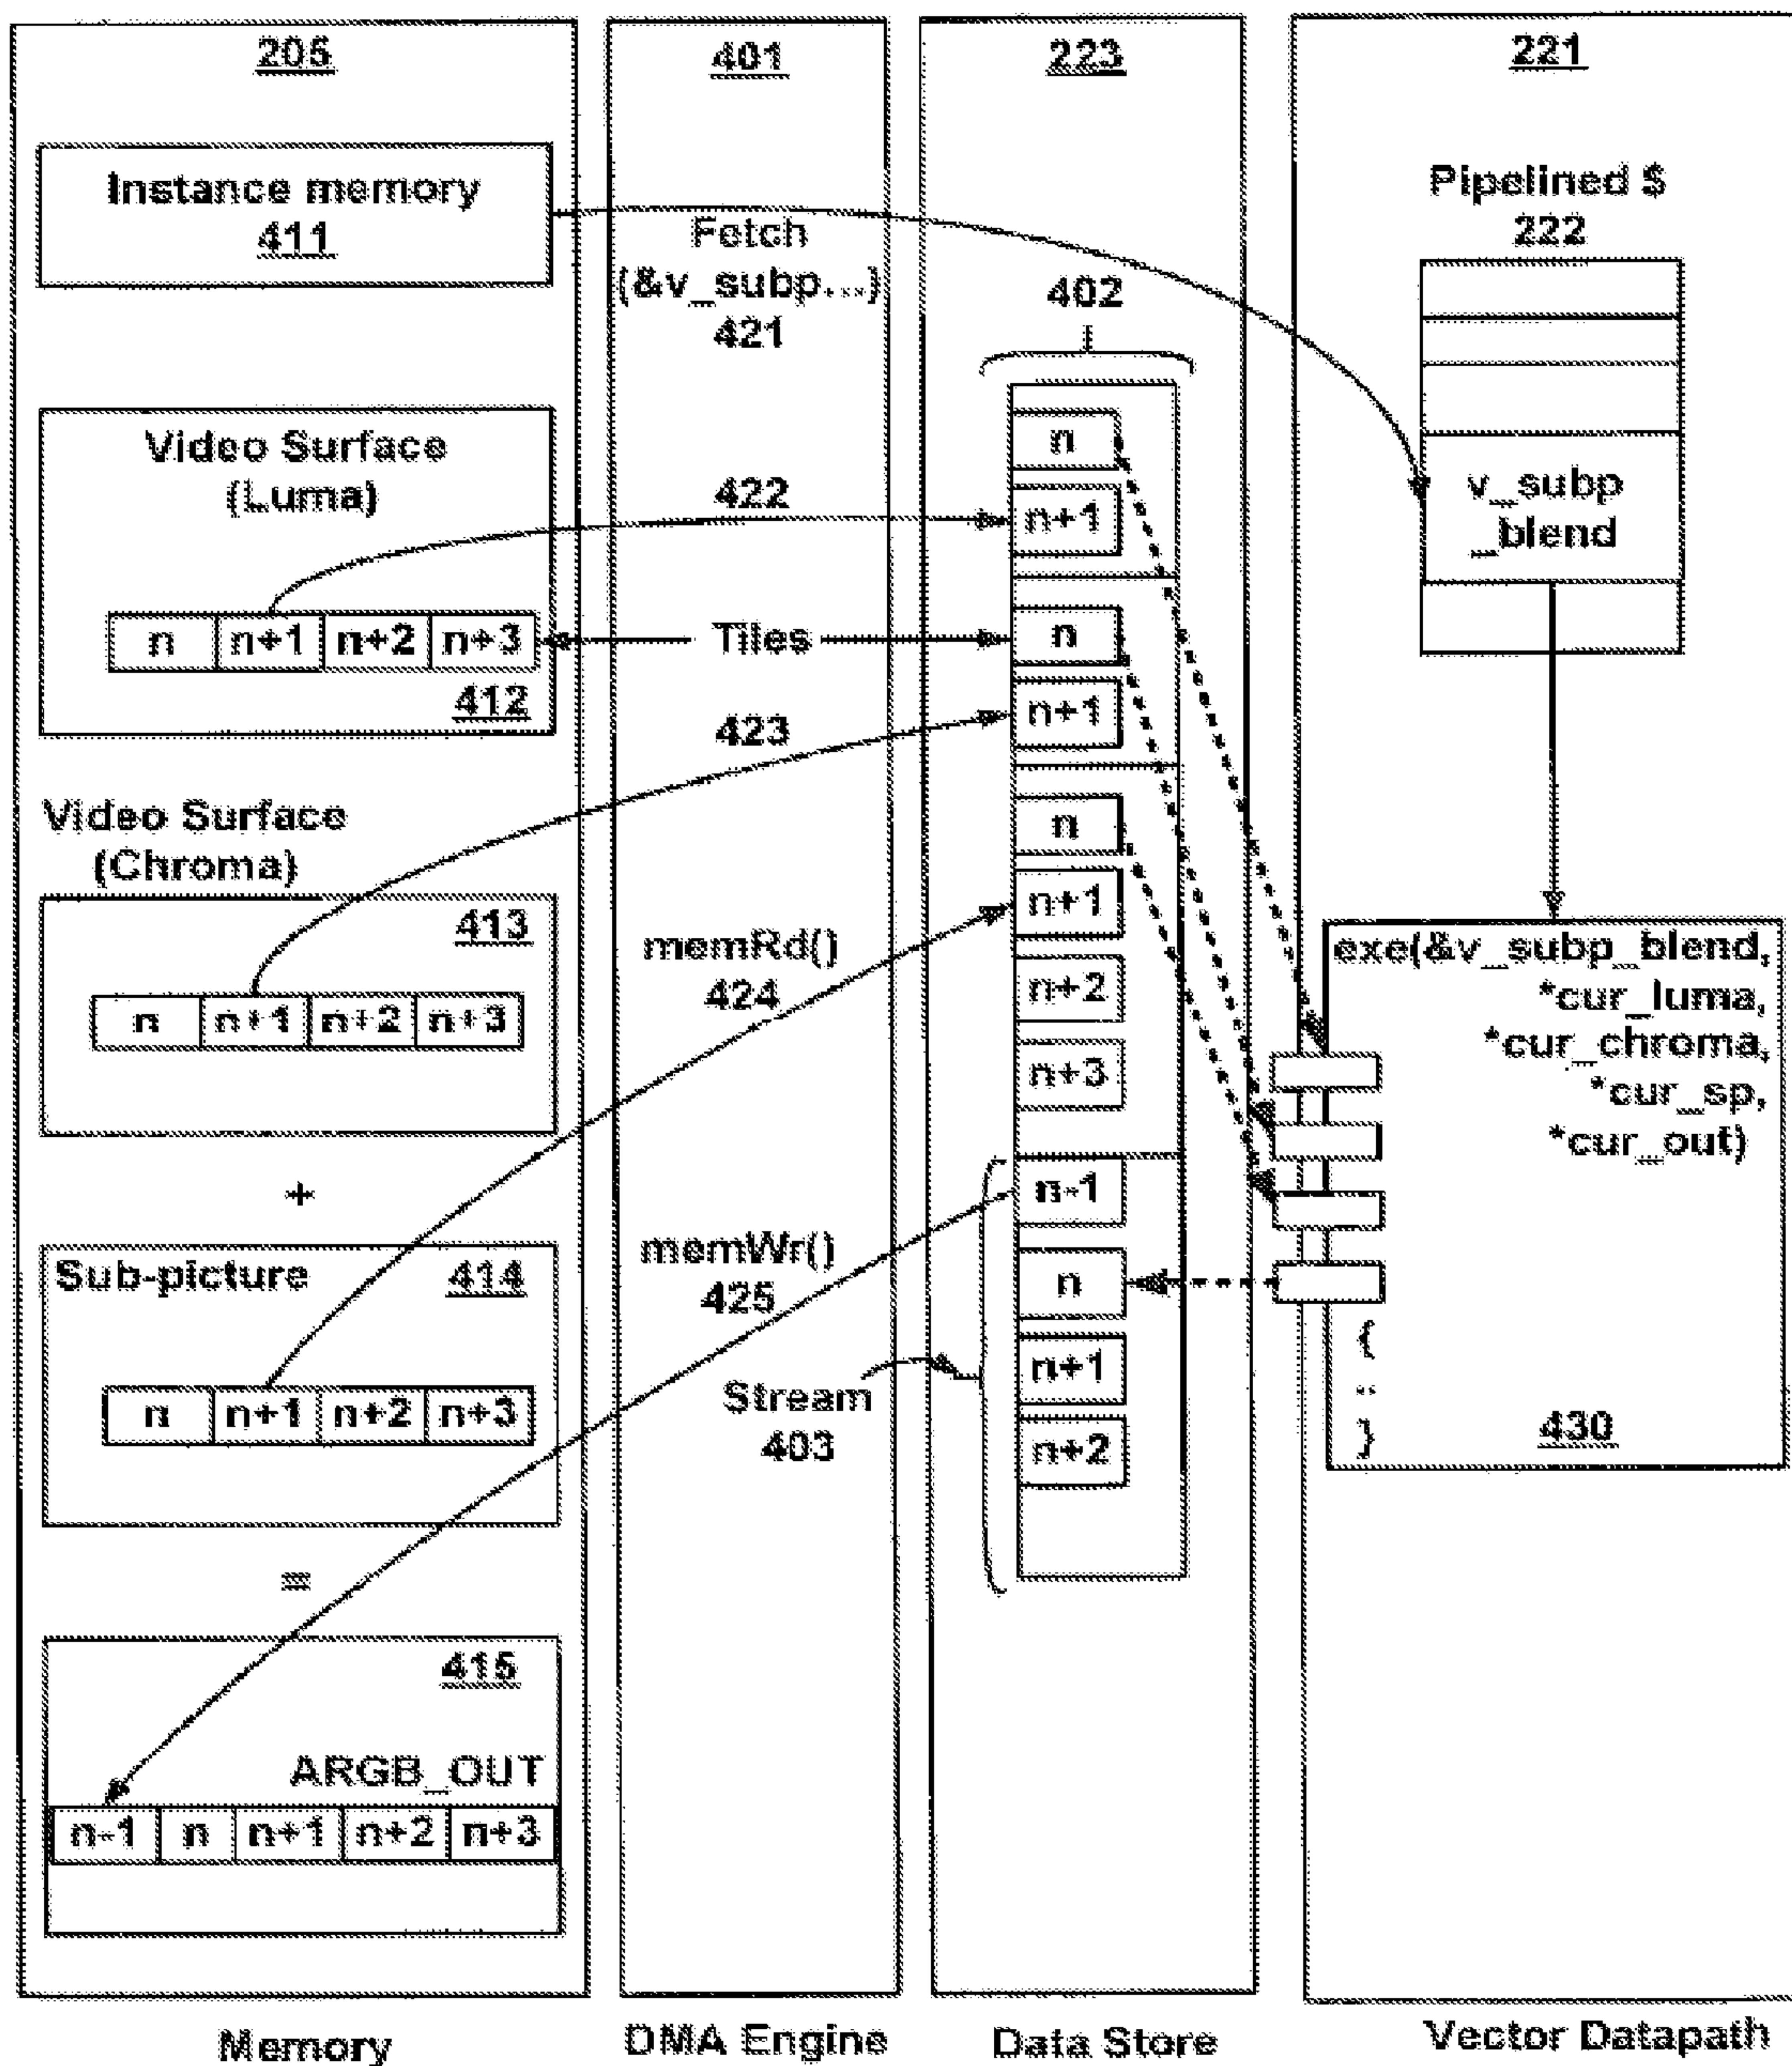 205
Instance memory
411
Video Surface
(Luma)
n n+1 n+2 n+3
412
Video Surface
(Chroma)
413
n n+1 n+2 n+3
+
Sub-picture 414
n n+1 n+2 n+3
=
415
ARGB_OUT
n-1 n n+1 n+2 n+3
Memory
401
Fetch
(&v_subp...)
421
422
Tiles
423
memRd()
424
memWr()
425
Stream
403
DMA Engine
223
402
n
n+1
n
n+1
n
n+1
n+2
n+3
n-1
n
n+1
n+2
Data Store
221
Pipelined $
222
v_subp
_blend
exe(&v_subp_blend,
*cur_luma,
*cur_chroma,
*cur_sp,
*cur_out)
{
..
}
430
Vector Datapath